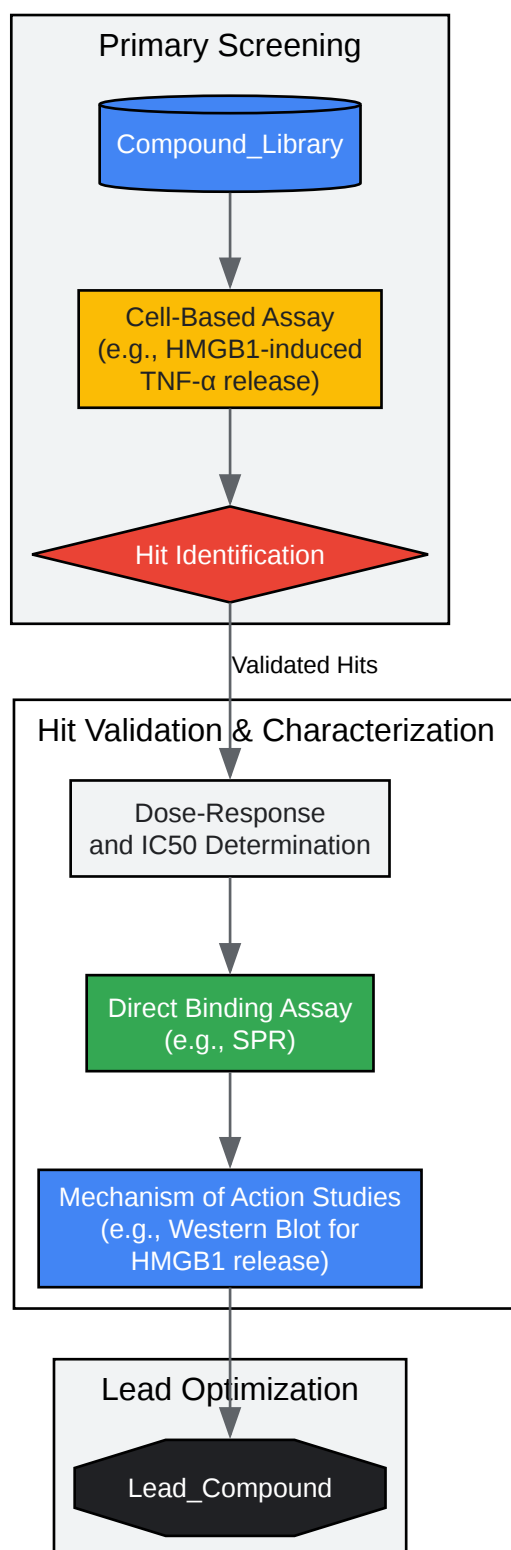 Primary Screening
Compound_Library
Cell-Based Assay
(e.g., HMGB1-induced
TNF-α release)
Hit Identification
Validated Hits
Hit Validation & Characterization
Dose-Response
and IC50 Determination
Direct Binding Assay
(e.g., SPR)
Mechanism of Action Studies
(e.g., Western Blot for
HMGB1 release)
Lead Optimization
Lead_Compound